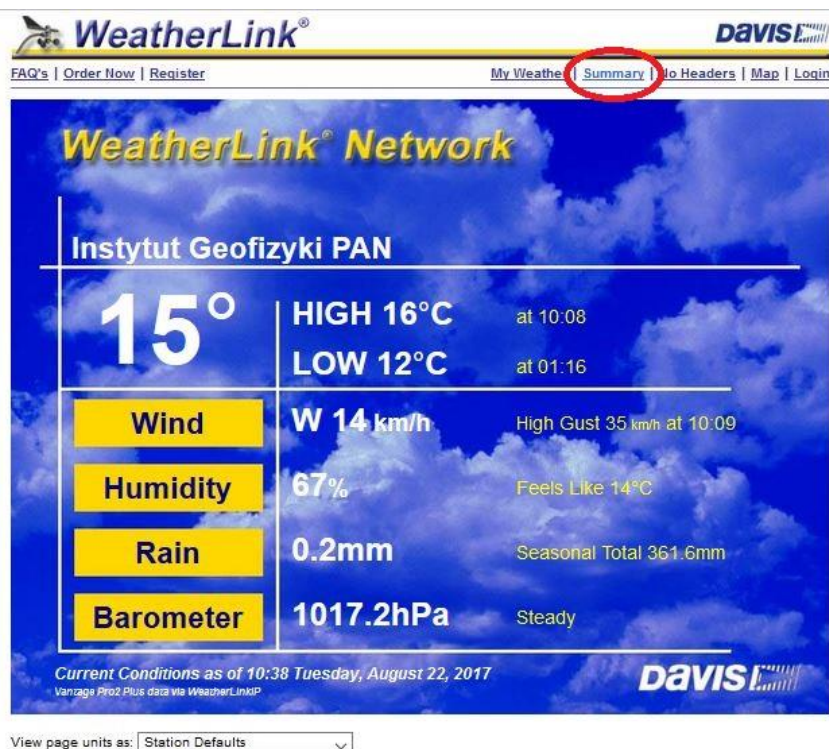 WeatherLink®
DAVIS
FAQ's | Order Now | Register
My Weather | Summary | No Headers | Map | Login
WeatherLink® Network
Instytut Geofizyki PAN
15°
HIGH 16°C at 10:08
LOW 12°C at 01:16
Wind W 14 km/h High Gust 35 km/h at 10:09
Humidity 67% Feels Like 14°C
Rain 0.2mm Seasonal Total 361.6mm
Barometer 1017.2hPa Steady
Current Conditions as of 10:38 Tuesday, August 22, 2017
Vantage Pro2 Plus data via WeatherLinkIP
DAVIS
View page units as: Station Defaults